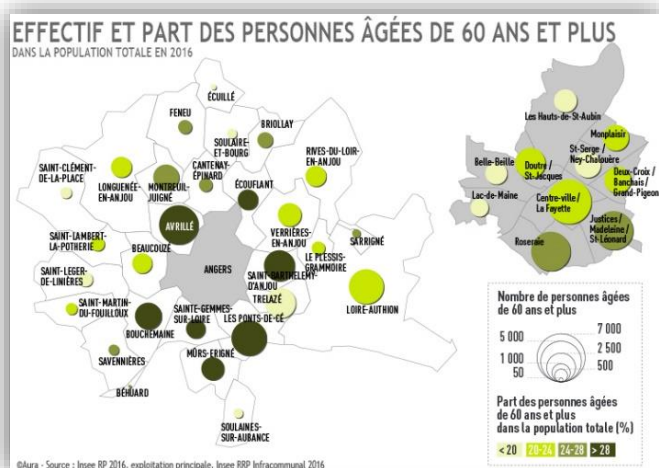 EFFECTIF ET PART DES PERSONNES ÂGÉES DE 60 ANS ET PLUS
DANS LA POPULATION TOTALE EN 2016
ÉCUILLÉ
FENEU
SOULAIRE-
ET-BOURG
BRIOLLAY
RIVES-DU-LOIR-
EN-ANJOU
SAINT-CLÉMENT-
DE-LA-PLACE
LONGUENÉE-
EN-ANJOU
MONTREUIL-
JUIGNÉ
CANTENAY-
ÉPINARD
ÉCOUFLANT
AVRILLÉ
VERRIÈRES-
EN-ANJOU
SARRIGNÉ
SAINT-LAMBERT-
LA-POTHERIE
BEAUCOUZÉ
LE PLESSIS-
GRAMMOIRE
ANGERS
SAINT-BARTHELEMY-
D'ANJOU
SAINT-LEGER-
DE-LINIÈRES
TRELAZÉ
LOIRE-AUTHION
SAINT-MARTIN-
DU-FOUILLOUX
BOUCHEMAINE
SAINTE-GEMMES-
SUR-LOIRE
LES PONTS-DE-CÉ
SAVENNIÈRES
MÛRS-ERIGNÉ
BÉHUARD
SOULAINES-
SUR-AUBANCE
Les Hauts-de-St-Aubin
Monplaisir
St-Serge /
Ney-Chalouère
Belle-Beille
Doutre /
St-Jacques
Deux-Croix /
Banchais /
Grand-Pigeon
Lac-de-Maine
Centre-ville /
La Fayette
Justices /
Madeleine /
St-Léonard
Roseraie
Nombre de personnes âgées
de 60 ans et plus
5 000
7 000
2 500
1 000
500
50
Part des personnes âgées
de 60 ans et plus
dans la population totale (%)
< 20 20-24 24-28 > 28
©Aura - Source : Insee RP 2016, exploitation principale, Insee RRP Infracommunal 2016